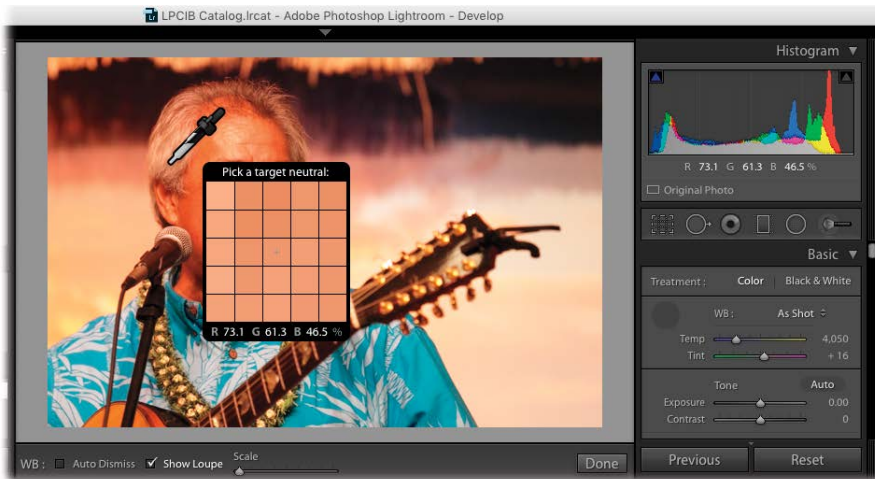 LPCIB Catalog.lrcat - Adobe Photoshop Lightroom - Develop
Histogram
R 73.1 G 61.3 B 46.5 %
Original Photo
Pick a target neutral:
R 73.1 G 61.3 B 46.5 %
Basic
Treatment : Color Black & White
WB : As Shot
Temp 4,050
Tint + 16
Tone Auto
Exposure 0.00
Contrast 0
WB : Auto Dismiss Show Loupe Scale Done
Previous Reset